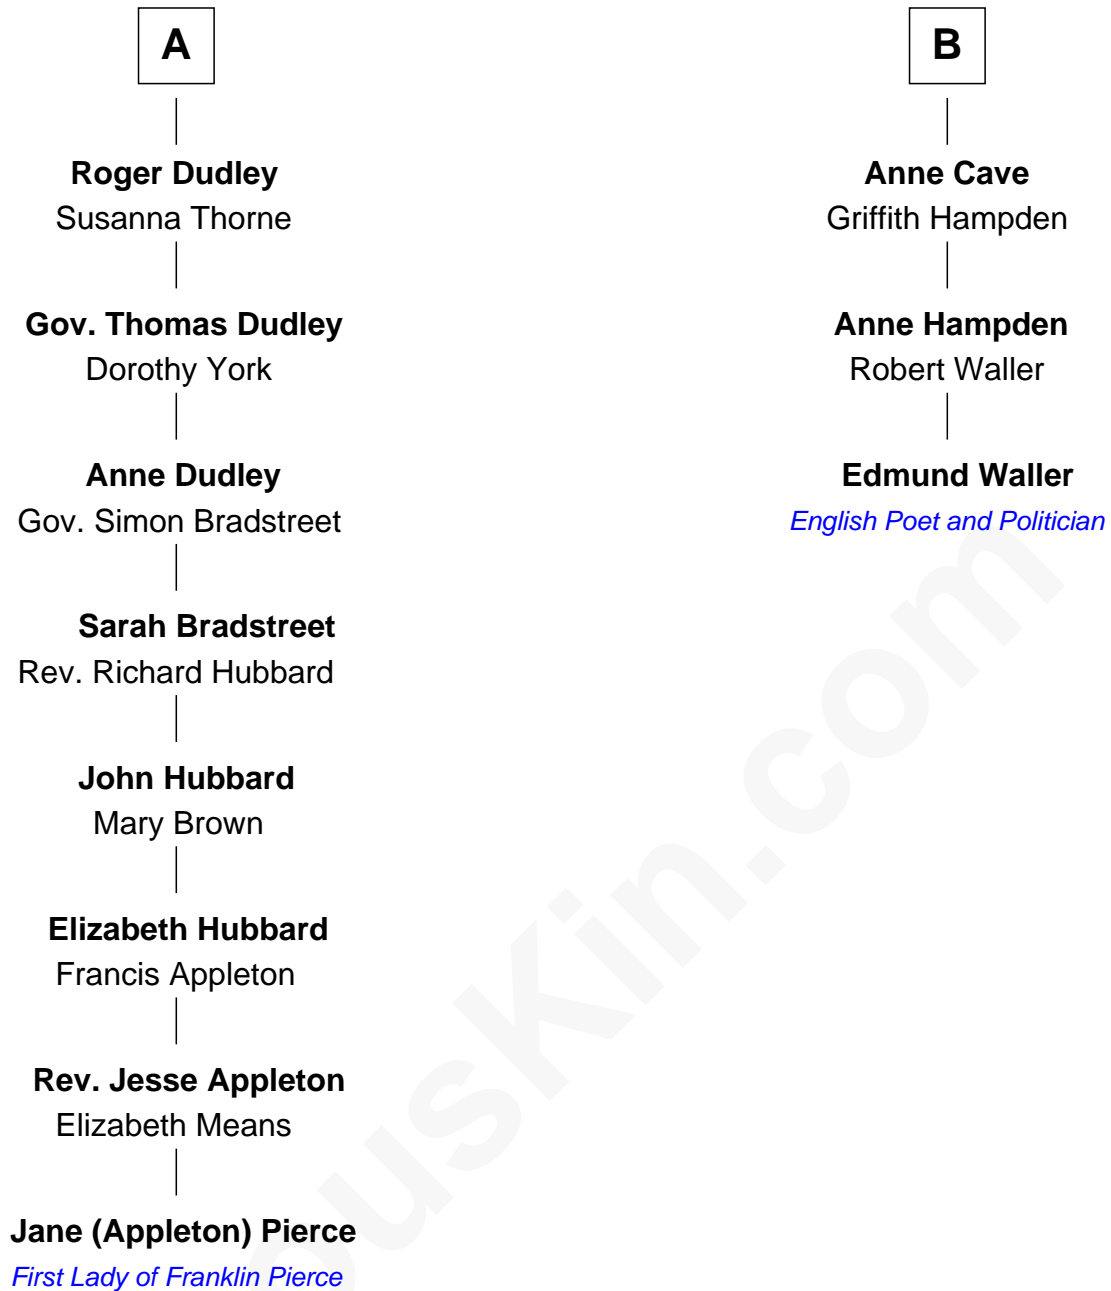 A
Roger Dudley
Susanna Thorne
Gov. Thomas Dudley
Dorothy York
Anne Dudley
Gov. Simon Bradstreet
Sarah Bradstreet
Rev. Richard Hubbard
John Hubbard
Mary Brown
Elizabeth Hubbard
Francis Appleton
Rev. Jesse Appleton
Elizabeth Means
Jane (Appleton) Pierce
First Lady of Franklin Pierce
B
Anne Cave
Griffith Hampden
Anne Hampden
Robert Waller
Edmund Waller
English Poet and Politician
ousKin.com